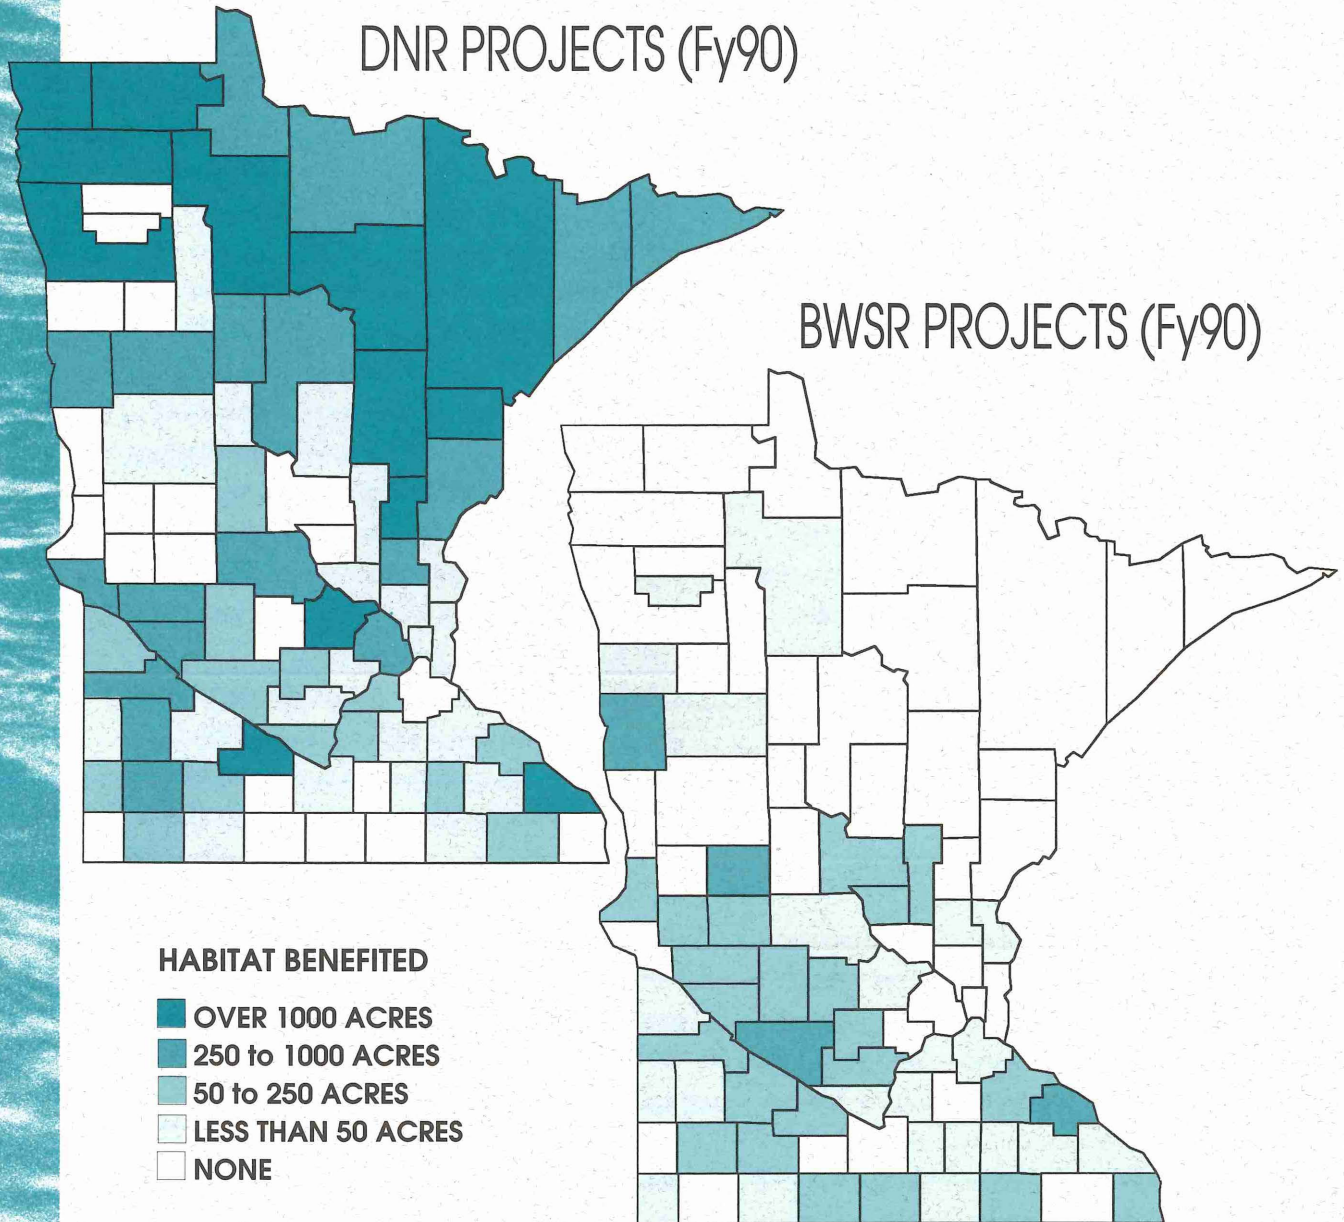 DNR PROJECTS (Fy90)
BWSR PROJECTS (Fy90)
HABITAT BENEFITED
OVER 1000 ACRES
250 to 1000 ACRES
50 to 250 ACRES
LESS THAN 50 ACRES
NONE